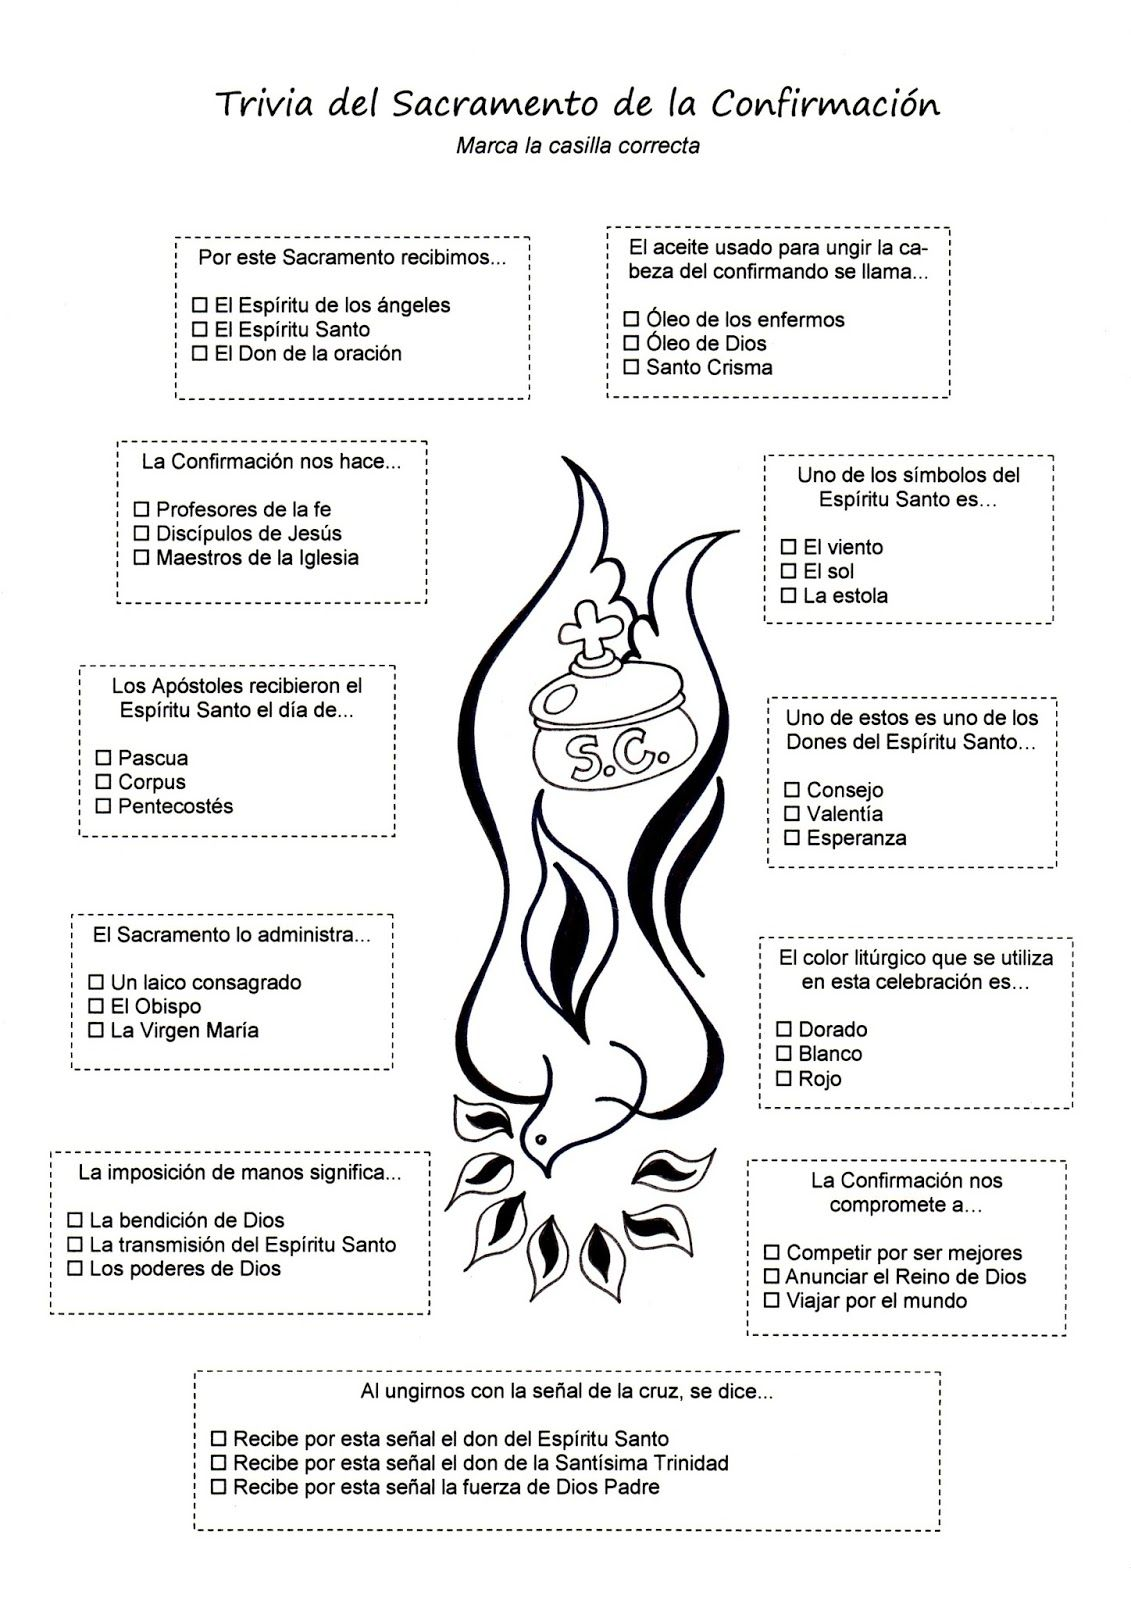 Trivia del Sacramento de la Confirmación
Marca la casilla correcta
Por este Sacramento recibimos...
El Espíritu de los ángeles
El Espíritu Santo
El Don de la oración
El aceite usado para ungir la ca-
beza del confirmando se llama...
Óleo de los enfermos
Óleo de Dios
Santo Crisma
La Confirmación nos hace...
Profesores de la fe
Discípulos de Jesús
Maestros de la Iglesia
Uno de los símbolos del
Espíritu Santo es...
El viento
El sol
La estola
Los Apóstoles recibieron el
Espíritu Santo el día de...
Pascua
Corpus
Pentecostés
S.C.
Uno de estos es uno de los
Dones del Espíritu Santo...
Consejo
Valentía
Esperanza
El Sacramento lo administra...
Un laico consagrado
El Obispo
La Virgen María
El color litúrgico que se utiliza
en esta celebración es...
Dorado
Blanco
Rojo
La imposición de manos significa...
La bendición de Dios
La transmisión del Espíritu Santo
Los poderes de Dios
La Confirmación nos
compromete a...
Competir por ser mejores
Anunciar el Reino de Dios
Viajar por el mundo
Al ungirnos con la señal de la cruz, se dice...
Recibe por esta señal el don del Espíritu Santo
Recibe por esta señal el don de la Santísima Trinidad
Recibe por esta señal la fuerza de Dios Padre